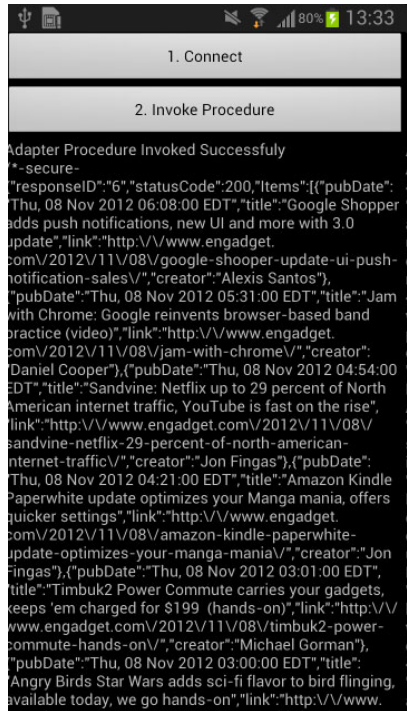 80% 13:33
1. Connect
2. Invoke Procedure
Adapter Procedure Invoked Successfuly
/*-secure-
{"responseID":"6","statusCode":200,"Items":[{"pubDate":
"Thu, 08 Nov 2012 06:08:00 EDT","title":"Google Shopper
adds push notifications, new UI and more with 3.0
update","link":"http:\/\/www.engadget.
com\/2012\/11\/08\/google-shooper-update-ui-push-
notification-sales\/","creator":"Alexis Santos"},
{"pubDate":"Thu, 08 Nov 2012 05:31:00 EDT","title":"Jam
with Chrome: Google reinvents browser-based band
practice (video)","link":"http:\/\/www.engadget.
com\/2012\/11\/08\/jam-with-chrome\/","creator":
"Daniel Cooper"},{"pubDate":"Thu, 08 Nov 2012 04:54:00
EDT","title":"Sandvine: Netflix up to 29 percent of North
American internet traffic, YouTube is fast on the rise",
"link":"http:\/\/www.engadget.com\/2012\/11\/08\/
sandvine-netflix-29-percent-of-north-american-
internet-traffic\/","creator":"Jon Fingas"},{"pubDate":
"Thu, 08 Nov 2012 04:21:00 EDT","title":"Amazon Kindle
Paperwhite update optimizes your Manga mania, offers
quicker settings","link":"http:\/\/www.engadget.
com\/2012\/11\/08\/amazon-kindle-paperwhite-
update-optimizes-your-manga-mania\/","creator":"Jon
Fingas"},{"pubDate":"Thu, 08 Nov 2012 03:01:00 EDT",
"title":"Timbuk2 Power Commute carries your gadgets,
keeps 'em charged for $199  (hands-on)","link":"http:\/\/
www.engadget.com\/2012\/11\/08\/timbuk2-power-
commute-hands-on\/","creator":"Michael Gorman"},
{"pubDate":"Thu, 08 Nov 2012 03:00:00 EDT","title":
"Angry Birds Star Wars adds sci-fi flavor to bird flinging,
available today, we go hands-on","link":"http:\/\/www.